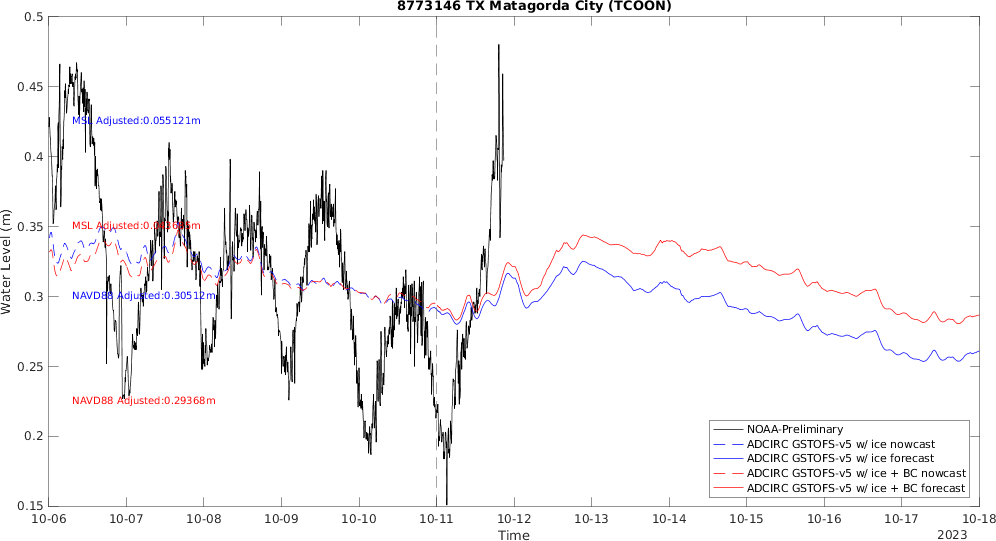 8773146 TX Matagorda City (TCOON)
0.5
0.45
0.4
0.35
0.3
0.25
0.2
0.15
Water Level (m)
MSL Adjusted:0.055121m
MSL Adjusted:
NAVD88 Adjusted:0.30512m
NAVD88 Adjusted:0.29368m
NOAA-Preliminary
ADCIRC GSTOFS-v5 w/ ice nowcast
ADCIRC GSTOFS-v5 w/ ice forecast
ADCIRC GSTOFS-v5 w/ ice + BC nowcast
ADCIRC GSTOFS-v5 w/ ice + BC forecast
10-06 10-07 10-08 10-09 10-10 10-11 10-12 10-13 10-14 10-15 10-16 10-17 10-18
Time
2023